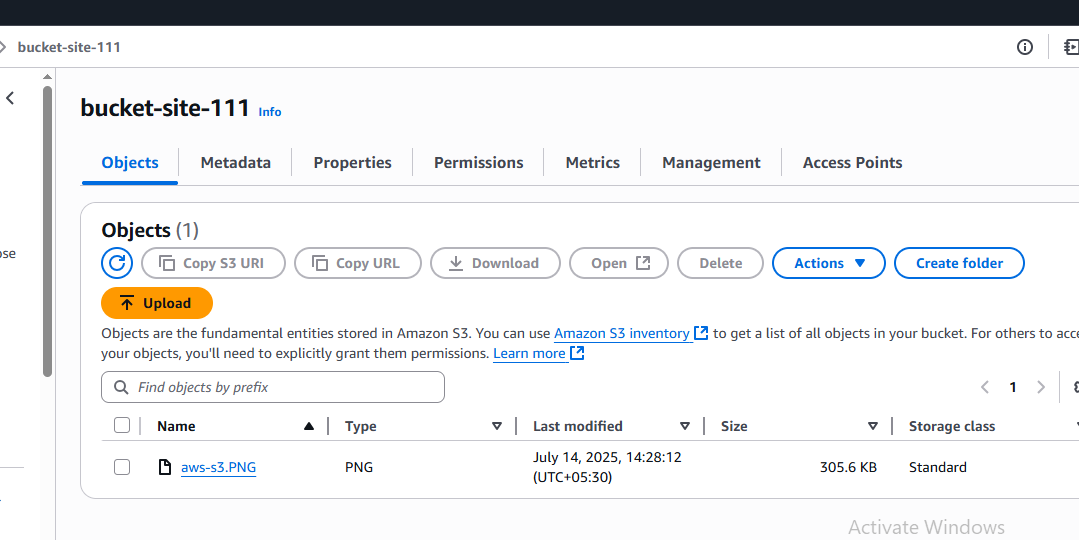 bucket-site-111
bucket-site-111 Info
Objects Metadata Properties Permissions Metrics Management Access Points
Objects (1)
Copy S3 URI Copy URL Download Open Delete Actions Create folder
Upload
Objects are the fundamental entities stored in Amazon S3. You can use Amazon S3 inventory to get a list of all objects in your bucket. For others to
your objects, you'll need to explicitly grant them permissions. Learn more
Find objects by prefix
1
Name Type Last modified Size Storage class
aws-s3.PNG PNG July 14, 2025, 14:28:12 (UTC+05:30) 305.6 KB Standard
Activate Windows